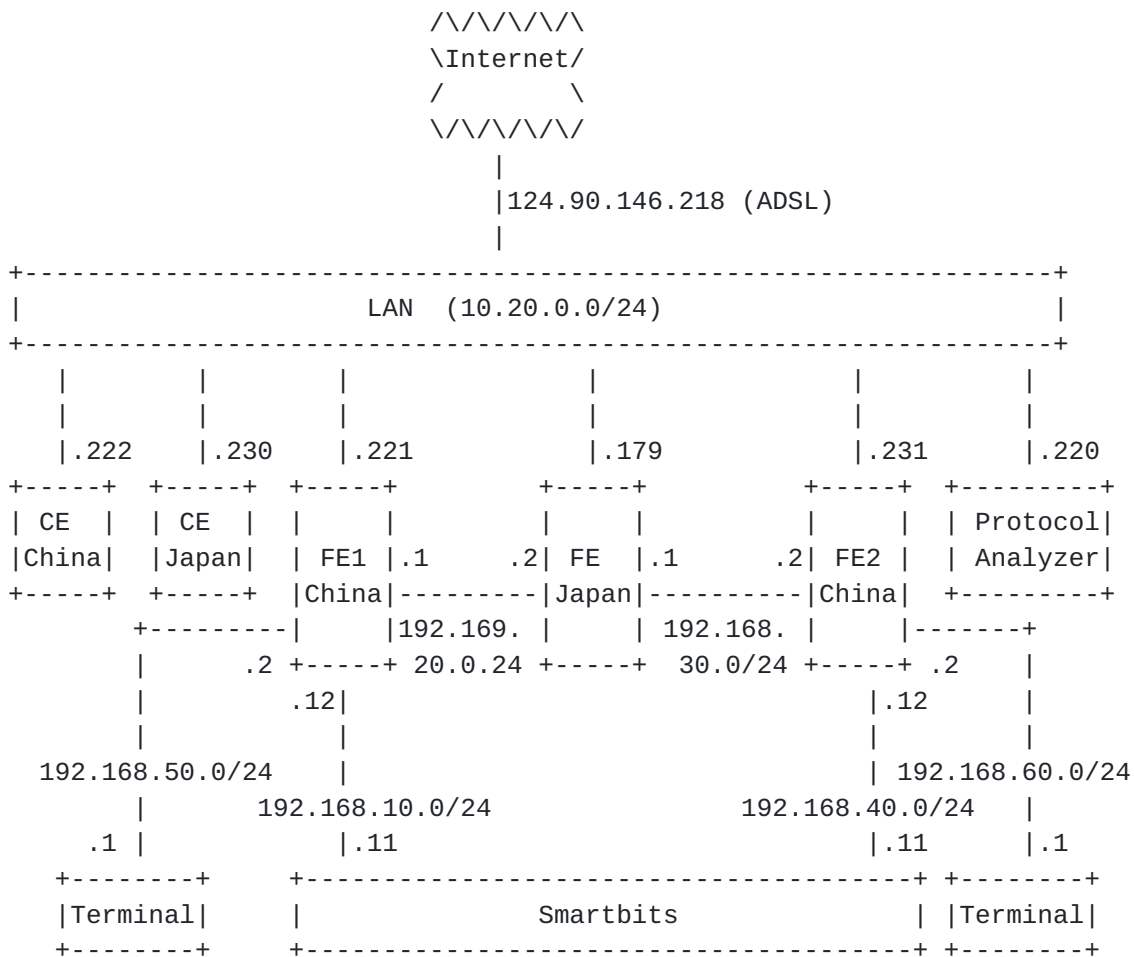 \Internet/
124.90.146.218 (ADSL)
LAN (10.20.0.0/24)
.222 .230 .221 .179 .231 .220
CE CE Protocol
China Japan FE1 .1 .2 FE .1 .2 FE2 Analyzer
China Japan China
192.169. 192.168.
.2 20.0.24 30.0/24 .2
.12 .12
192.168.50.0/24 192.168.60.0/24
192.168.10.0/24 192.168.40.0/24
.1 .11 .11 .1
Terminal Smartbits Terminal